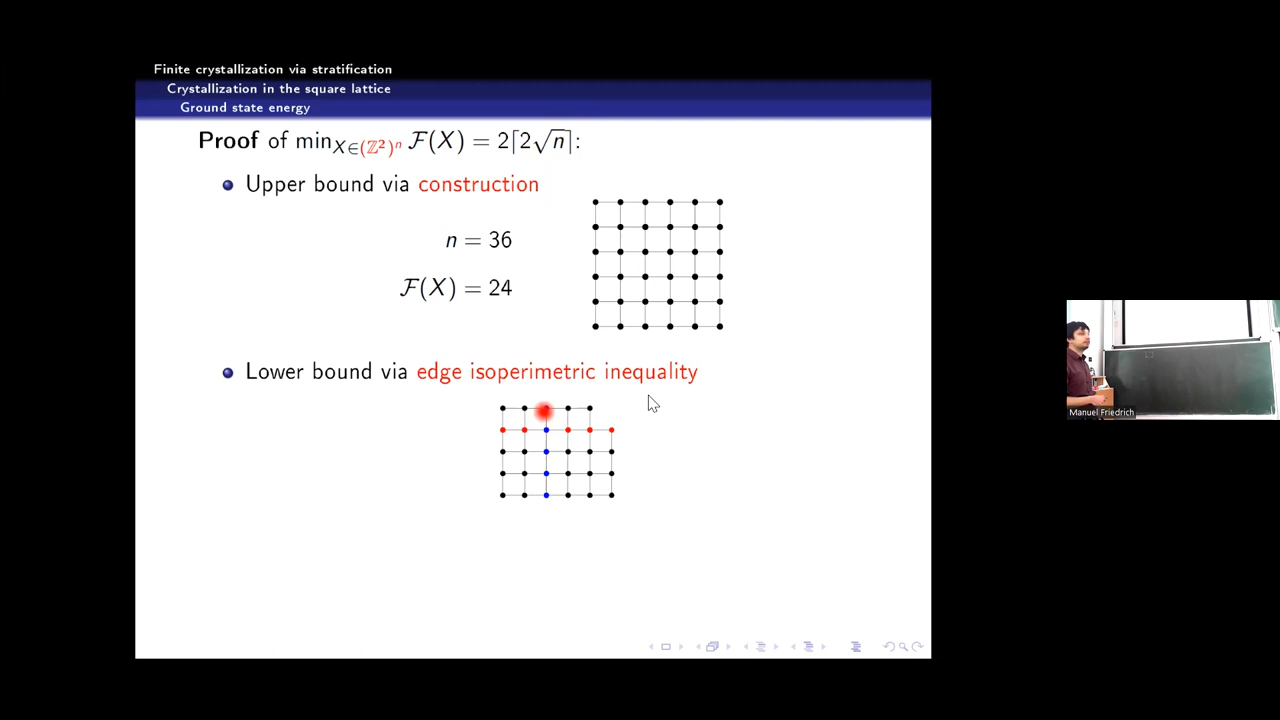 Finite crystallization via stratification
Crystallization in the square lattice
Ground state energy
Proof of min_{X∈(ℤ²)ⁿ} ℱ(X) = 2⌈2√n⌉:
Upper bound via construction
n = 36
ℱ(X) = 24
Lower bound via edge isoperimetric inequality
Manuel Friedrich